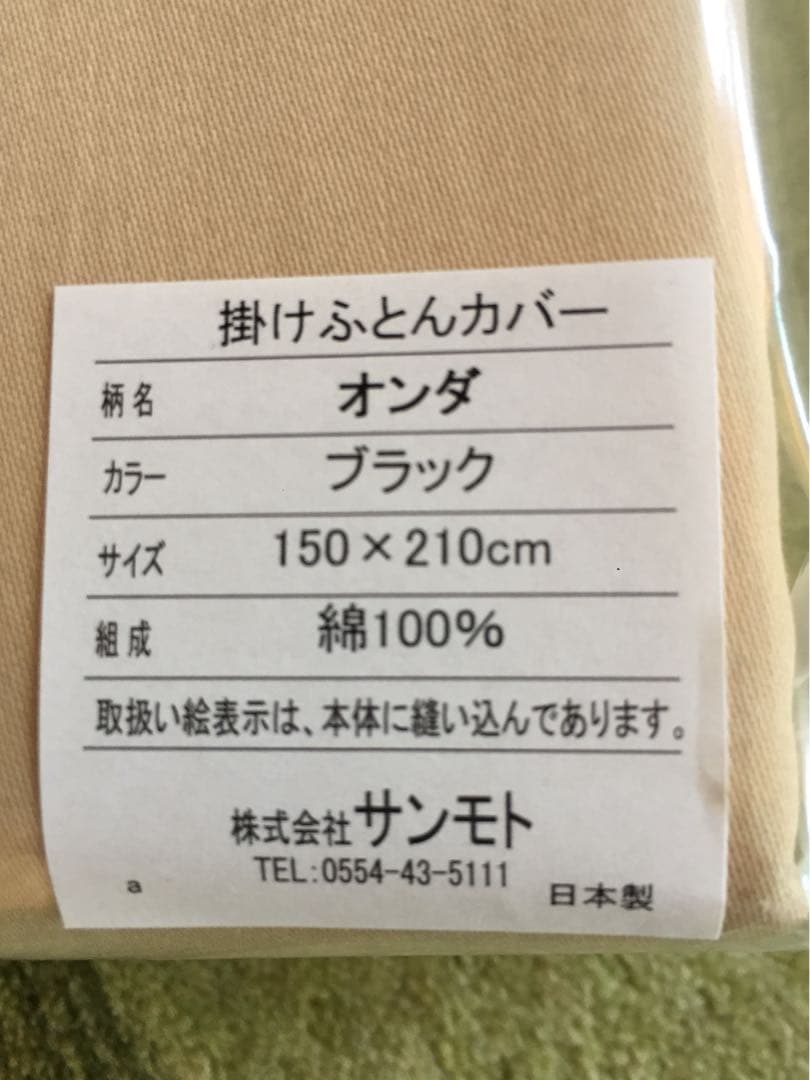 掛けふとんカバー
柄名 オンダ
カラー ブラック
サイズ 150×210cm
組成 綿100%
取扱い絵表示は、本体に縫い込んであります。
株式会社サンモト
TEL:0554-43-5111
a 日本製